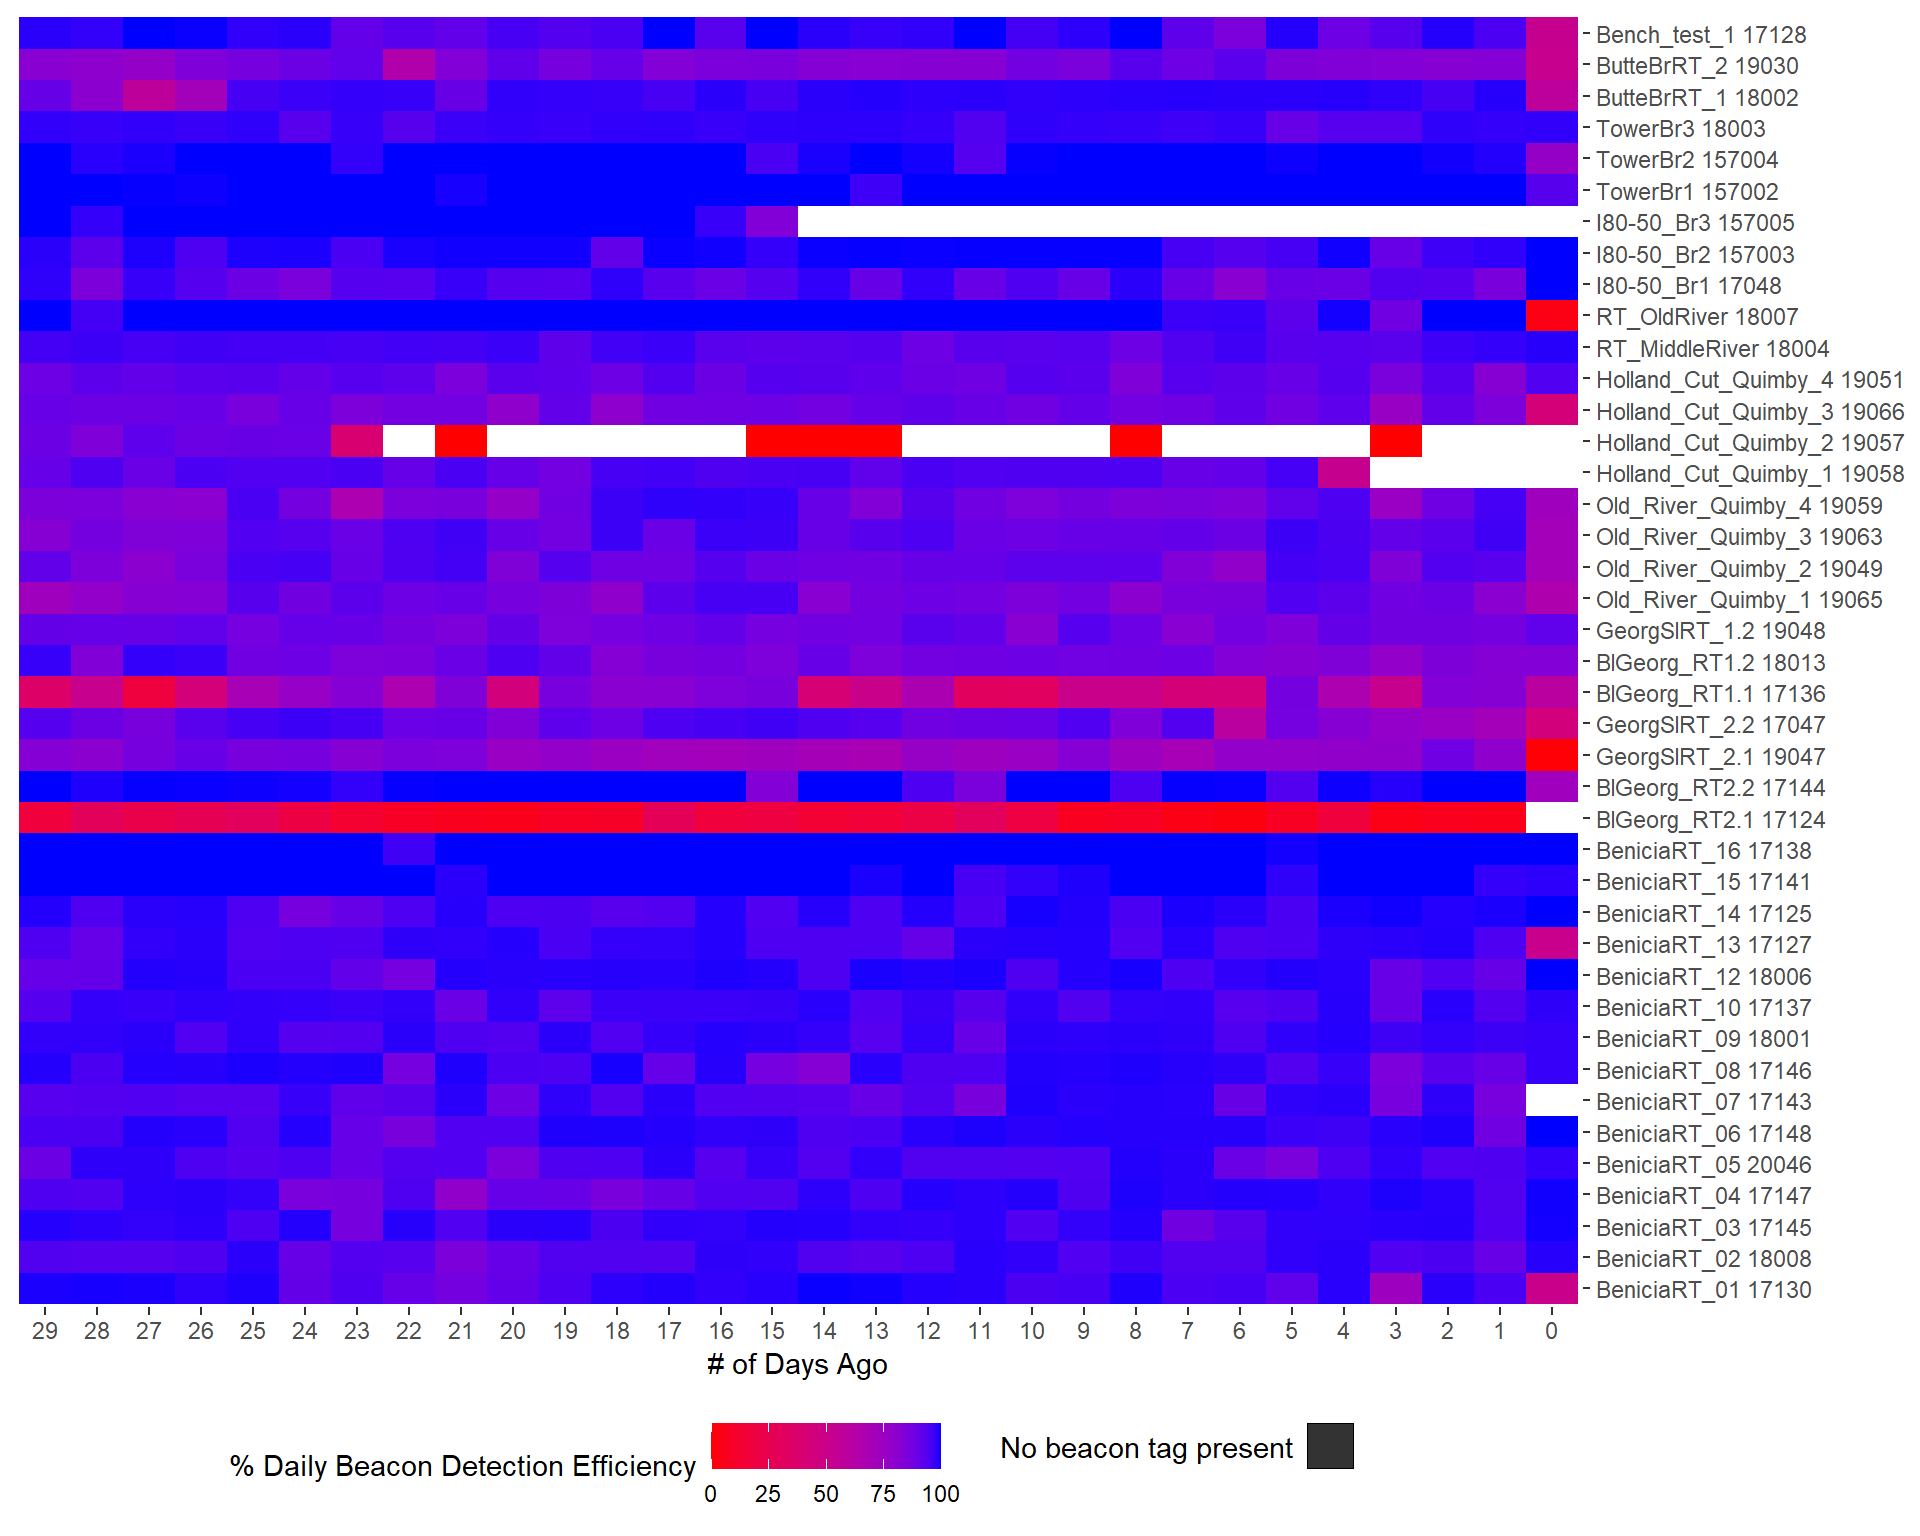 Bench_test_1 17128
ButteBrRT_2 19030
ButteBrRT_1 18002
TowerBr3 18003
TowerBr2 157004
TowerBr1 157002
I80-50_Br3 157005
I80-50_Br2 157003
I80-50_Br1 17048
RT_OldRiver 18007
RT_MiddleRiver 18004
Holland_Cut_Quimby_4 19051
Holland_Cut_Quimby_3 19066
Holland_Cut_Quimby_2 19057
Holland_Cut_Quimby_1 19058
Old_River_Quimby_4 19059
Old_River_Quimby_3 19063
Old_River_Quimby_2 19049
Old_River_Quimby_1 19065
GeorgSlRT_1.2 19048
BlGeorg_RT1.2 18013
BlGeorg_RT1.1 17136
GeorgSlRT_2.2 17047
GeorgSlRT_2.1 19047
BlGeorg_RT2.2 17144
BlGeorg_RT2.1 17124
BeniciaRT_16 17138
BeniciaRT_15 17141
BeniciaRT_14 17125
BeniciaRT_13 17127
BeniciaRT_12 18006
BeniciaRT_10 17137
BeniciaRT_09 18001
BeniciaRT_08 17146
BeniciaRT_07 17143
BeniciaRT_06 17148
BeniciaRT_05 20046
BeniciaRT_04 17147
BeniciaRT_03 17145
BeniciaRT_02 18008
BeniciaRT_01 17130
29 28 27 26 25 24 23 22 21 20 19 18 17 16 15 14 13 12 11 10 9 8 7 6 5 4 3 2 1 0
# of Days Ago
% Daily Beacon Detection Efficiency
0 25 50 75 100
No beacon tag present